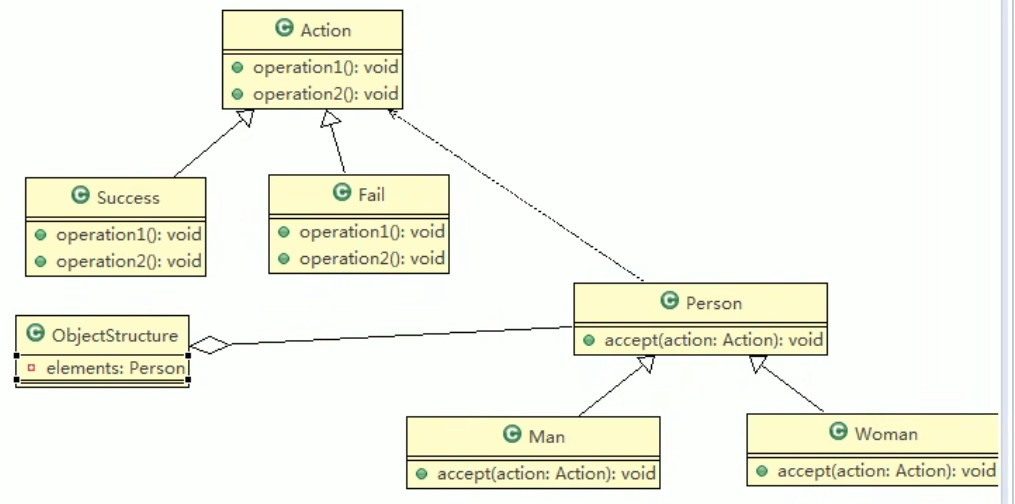 Action
operation1(): void
operation2(): void
Success
operation1(): void
operation2(): void
Fail
operation1(): void
operation2(): void
Person
accept(action: Action): void
ObjectStructure
elements: Person
Man
accept(action: Action): void
Woman
accept(action: Action): void